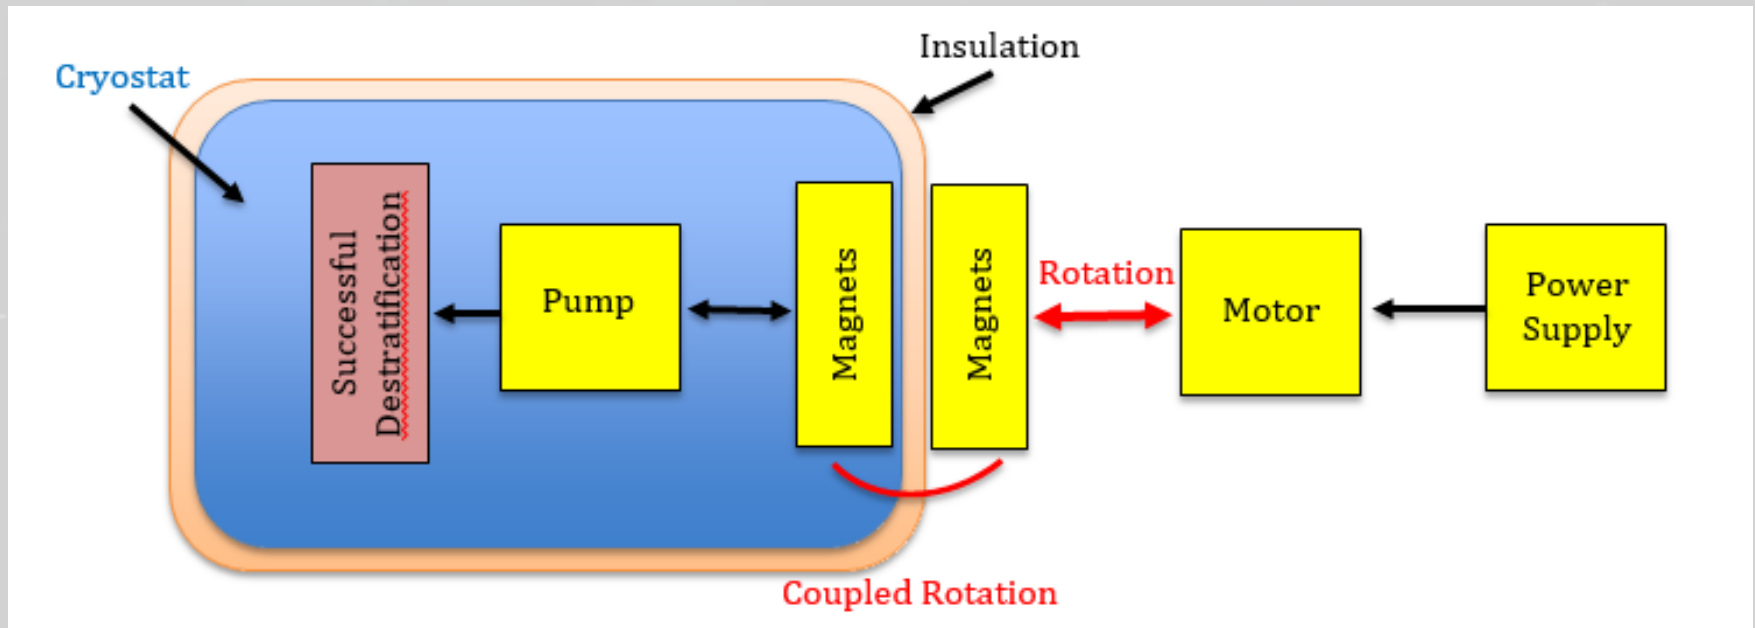 Insulation
Cryostat
Successful
Destratification
Pump
Magnets
Magnets
Rotation
Motor
Power
Supply
Coupled Rotation